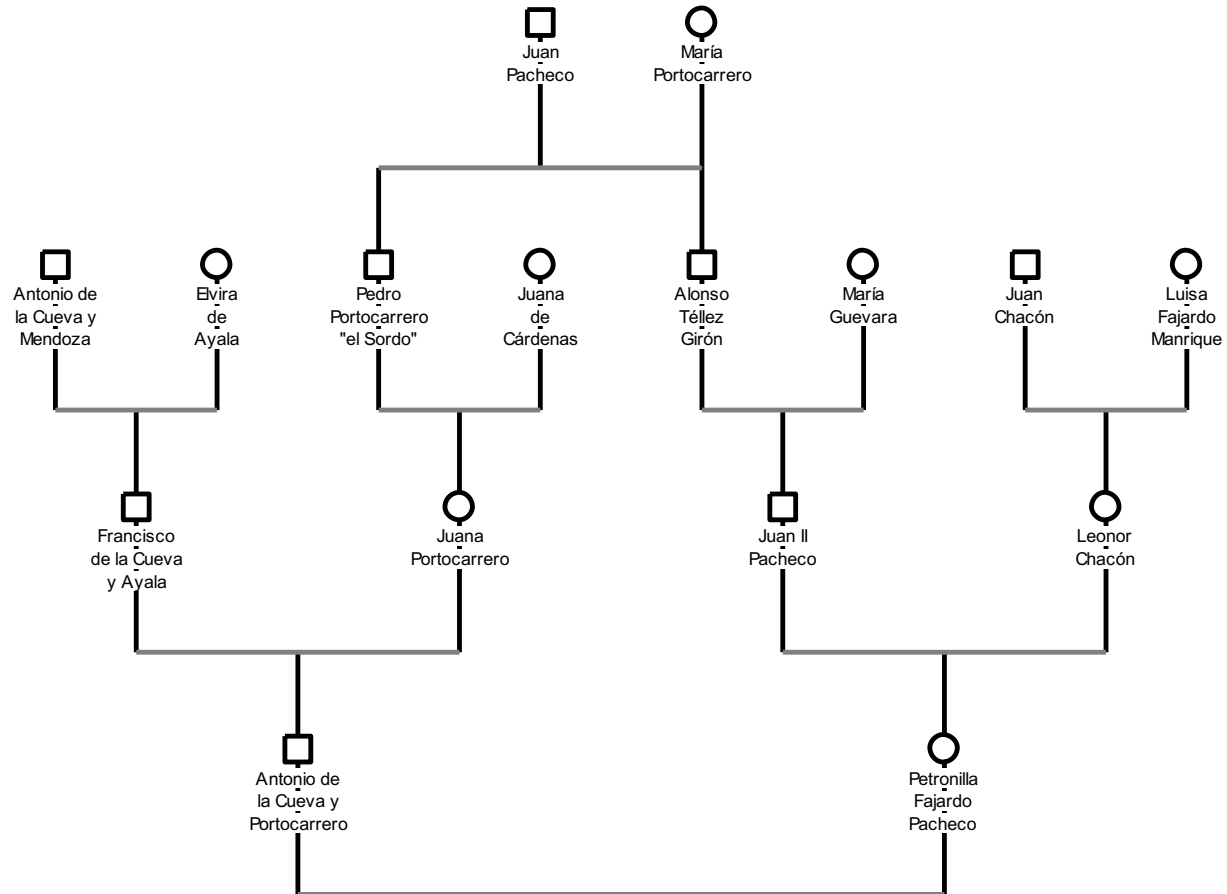 Juan
Pacheco
María
Portocarrero
Antonio de
la Cueva y
Mendoza
Elvira
de
Ayala
Pedro
Portocarrero
"el Sordo"
Juana
de
Cárdenas
Alonso
Téllez
Girón
María
Guevara
Juan
Chacón
Luisa
Fajardo
Manrique
Francisco
de la Cueva
y Ayala
Juana
Portocarrero
Juan II
Pacheco
Leonor
Chacón
Antonio de
la Cueva y
Portocarrero
Petronilla
Fajardo
Pacheco